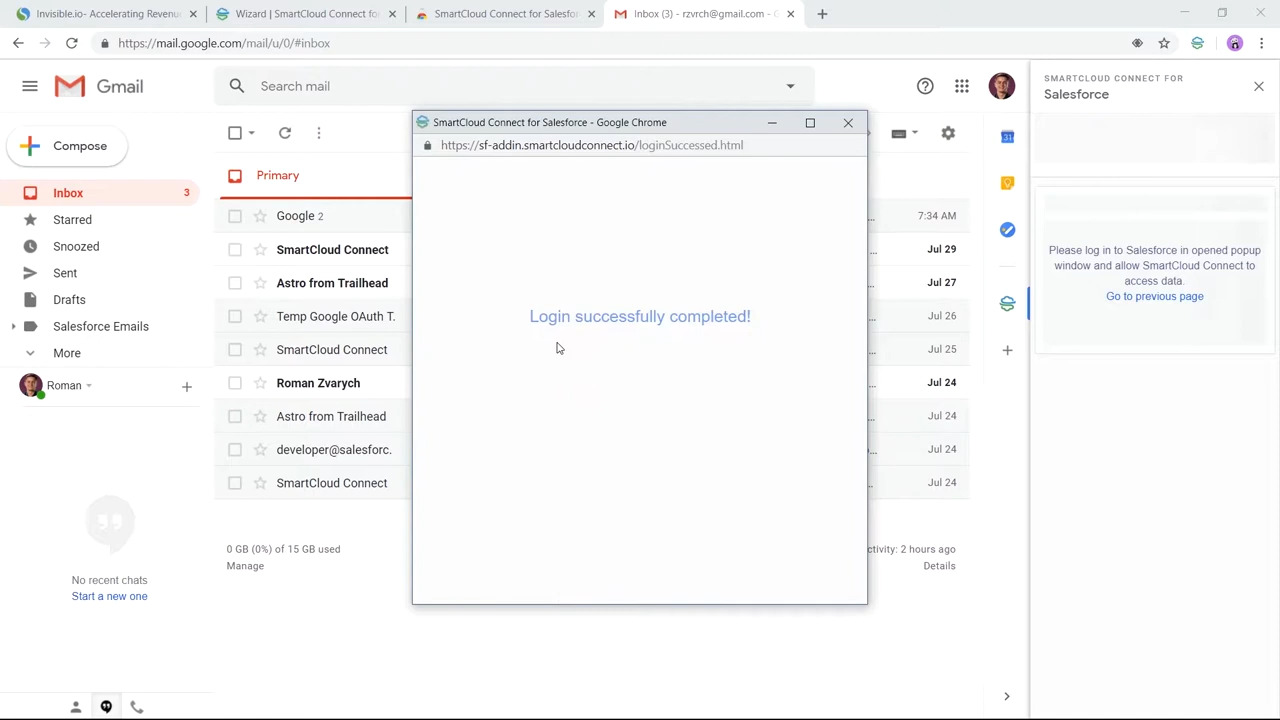 Invisible.io- Accelerating Revenu
Wizard | SmartCloud Connect for
SmartCloud Connect for Salesfor
Inbox (3) - rzvrch@gmail.com - G
https://mail.google.com/mail/u/0/#inbox
Gmail
Search mail
SMARTCLOUD CONNECT FOR
Salesforce
Compose
SmartCloud Connect for Salesforce - Google Chrome
https://sf-addin.smartcloudconnect.io/loginSuccessed.html
Inbox 3
Starred
Snoozed
Sent
Drafts
Salesforce Emails
More
Roman
No recent chats
Start a new one
Primary
Google 2 7:34 AM
SmartCloud Connect Jul 29
Astro from Trailhead Jul 27
Temp Google OAuth T. Jul 26
SmartCloud Connect Jul 25
Roman Zvarych Jul 24
Astro from Trailhead Jul 24
developer@salesforc. Jul 24
SmartCloud Connect Jul 24
0 GB (0%) of 15 GB used
Manage
ctivity: 2 hours ago
Details
Login successfully completed!
31
Please log in to Salesforce in opened popup
window and allow SmartCloud Connect to
access data.
Go to previous page